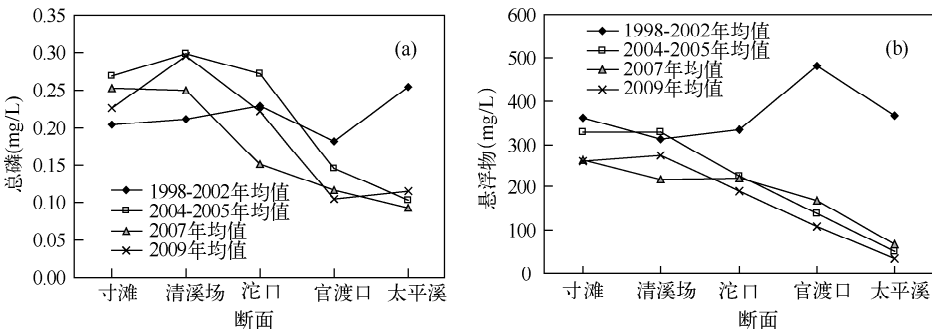 0.35
0.30
0.25
0.20
0.15
0.10
0.05
0.00
总磷(mg/L)
(a)
1998-2002年均值
2004-2005年均值
2007年均值
2009年均值
寸滩 清溪场 沱口 官渡口 太平溪
断面
600
500
400
300
200
100
0
悬浮物(mg/L)
1998-2002年均值
2004-2005年均值
2007年均值
2009年均值
(b)
寸滩 清溪场 沱口 官渡口 太平溪
断面